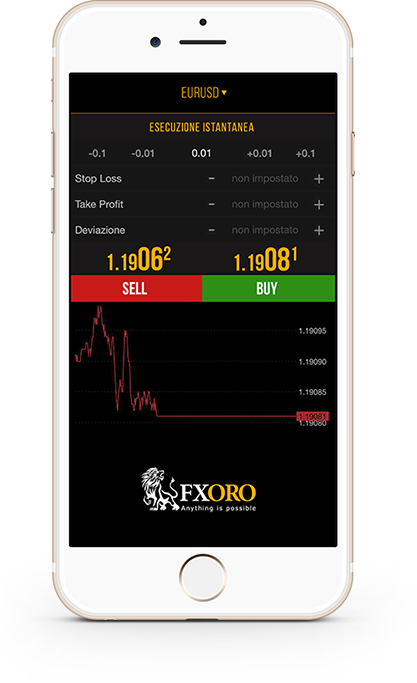 EURUSD
ESECUZIONE ISTANTANEA
-0.1 -0.01 0.01 +0.01 +0.1
Stop Loss - non impostato +
Take Profit - non impostato +
Deviazione - non impostato +
1.19062 1.19081
SELL BUY
1.19095
1.19090
1.19085
1.19081
1.19080
FXORO
Anything is possible